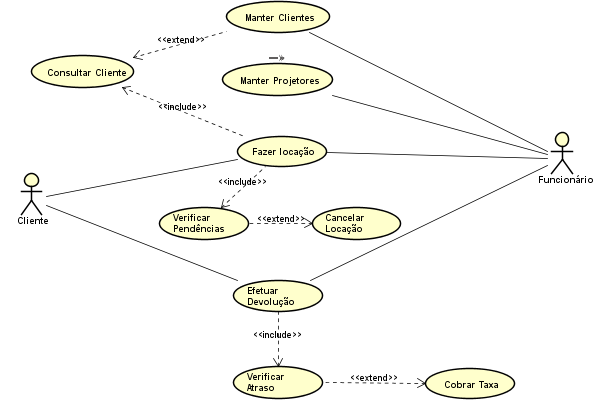 Manter Clientes
<<extend>>
Consultar Cliente
Manter Projetores
<<include>>
Fazer locação
Funcionário
<<include>>
Cliente
Verificar
Pendências
<<extend>>
Cancelar
Locação
Efetuar
Devolução
<<include>>
Verificar
Atraso
<<extend>>
Cobrar Taxa